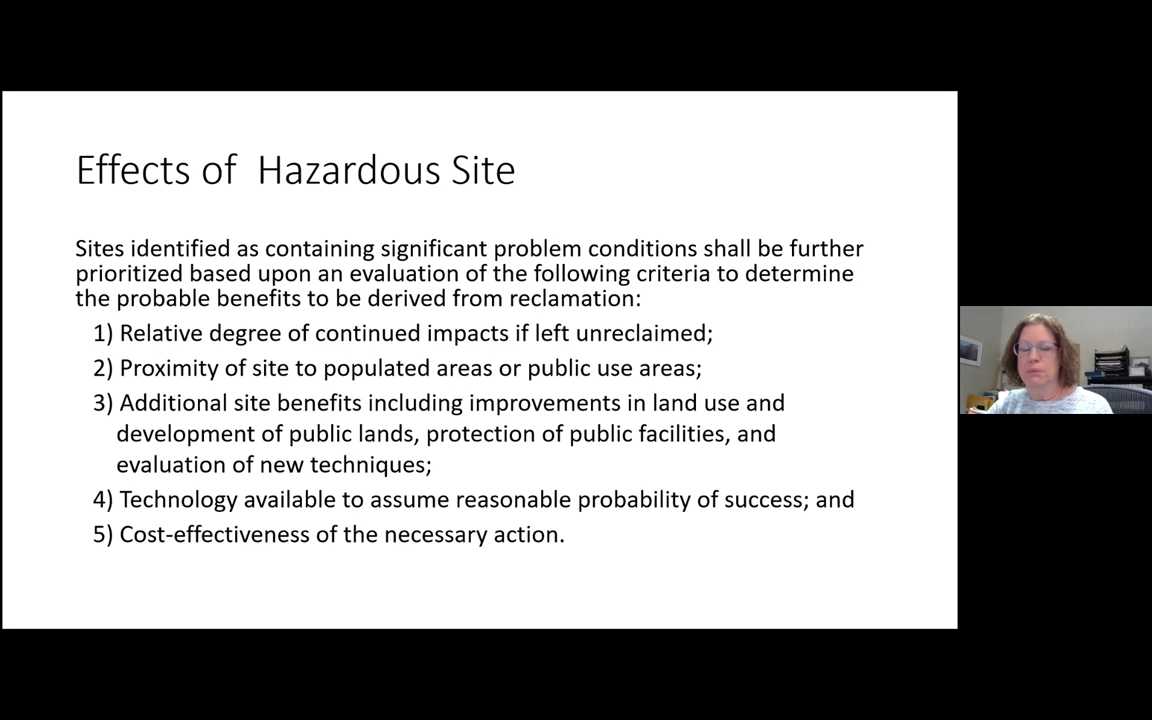 Effects of  Hazardous Site
Sites identified as containing significant problem conditions shall be further
prioritized based upon an evaluation of the following criteria to determine
the probable benefits to be derived from reclamation:
1) Relative degree of continued impacts if left unreclaimed;
2) Proximity of site to populated areas or public use areas;
3) Additional site benefits including improvements in land use and
development of public lands, protection of public facilities, and
evaluation of new techniques;
4) Technology available to assume reasonable probability of success; and
5) Cost-effectiveness of the necessary action.